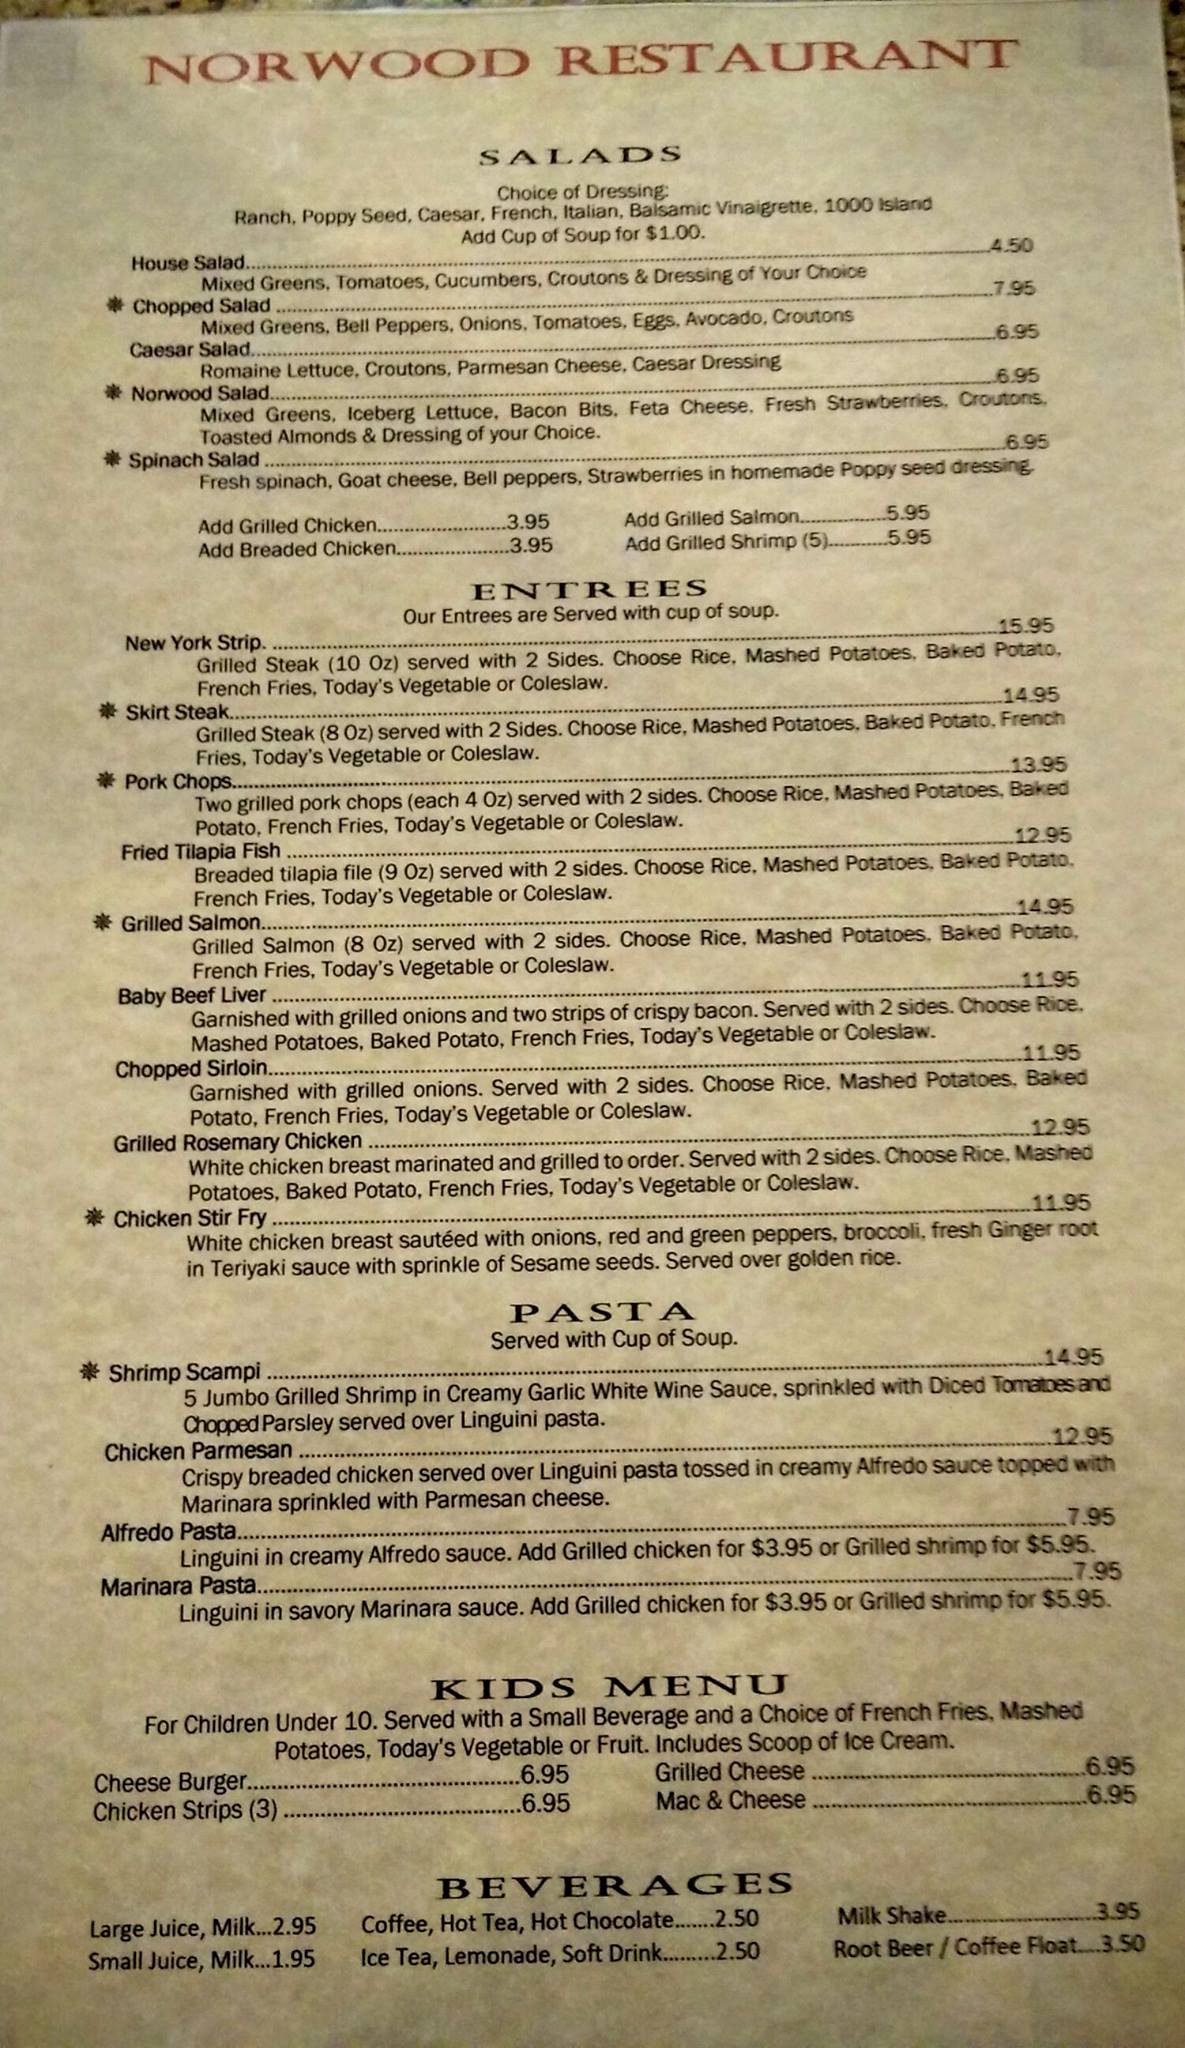 NORWOOD RESTAURANT
SALADS
Choice of Dressing:
Ranch, Poppy Seed, Caesar, French, Italian, Balsamic Vinaigrette, 1000 Island
Add Cup of Soup for $1.00.
House Salad..........4.50
Mixed Greens, Tomatoes, Cucumbers, Croutons & Dressing of Your Choice
✵ Chopped Salad ..........7.95
Mixed Greens, Bell Peppers, Onions, Tomatoes, Eggs, Avocado, Croutons
Caesar Salad..........6.95
Romaine Lettuce, Croutons, Parmesan Cheese, Caesar Dressing
✵ Norwood Salad..........6.95
Mixed Greens, Iceberg Lettuce, Bacon Bits, Feta Cheese, Fresh Strawberries, Croutons,
Toasted Almonds & Dressing of your Choice.
✵ Spinach Salad ..........6.95
Fresh spinach, Goat cheese, Bell peppers, Strawberries in homemade Poppy seed dressing.
Add Grilled Chicken..........3.95 Add Grilled Salmon..........5.95
Add Breaded Chicken..........3.95 Add Grilled Shrimp (5)..........5.95
ENTREES
Our Entrees are Served with cup of soup.
New York Strip. ..........15.95
Grilled Steak (10 Oz) served with 2 Sides. Choose Rice, Mashed Potatoes, Baked Potato,
French Fries, Today's Vegetable or Coleslaw.
✵ Skirt Steak..........14.95
Grilled Steak (8 Oz) served with 2 Sides. Choose Rice, Mashed Potatoes, Baked Potato, French
Fries, Today's Vegetable or Coleslaw.
✵ Pork Chops..........13.95
Two grilled pork chops (each 4 Oz) served with 2 sides. Choose Rice, Mashed Potatoes, Baked
Potato, French Fries, Today's Vegetable or Coleslaw.
Fried Tilapia Fish ..........12.95
Breaded tilapia file (9 Oz) served with 2 sides. Choose Rice, Mashed Potatoes, Baked Potato,
French Fries, Today's Vegetable or Coleslaw.
✵ Grilled Salmon..........14.95
Grilled Salmon (8 Oz) served with 2 sides. Choose Rice, Mashed Potatoes, Baked Potato,
French Fries, Today's Vegetable or Coleslaw.
Baby Beef Liver ..........11.95
Garnished with grilled onions and two strips of crispy bacon. Served with 2 sides. Choose Rice,
Mashed Potatoes, Baked Potato, French Fries, Today's Vegetable or Coleslaw.
Chopped Sirloin..........11.95
Garnished with grilled onions. Served with 2 sides. Choose Rice, Mashed Potatoes, Baked
Potato, French Fries, Today's Vegetable or Coleslaw.
Grilled Rosemary Chicken ..........12.95
White chicken breast marinated and grilled to order. Served with 2 sides. Choose Rice, Mashed
Potatoes, Baked Potato, French Fries, Today's Vegetable or Coleslaw.
✵ Chicken Stir Fry ..........11.95
White chicken breast sautéed with onions, red and green peppers, broccoli, fresh Ginger root
in Teriyaki sauce with sprinkle of Sesame seeds. Served over golden rice.
PASTA
Served with Cup of Soup.
✵ Shrimp Scampi ..........14.95
5 Jumbo Grilled Shrimp in Creamy Garlic White Wine Sauce, sprinkled with Diced Tomatoes and
Chopped Parsley served over Linguini pasta.
Chicken Parmesan ..........12.95
Crispy breaded chicken served over Linguini pasta tossed in creamy Alfredo sauce topped with
Marinara sprinkled with Parmesan cheese.
Alfredo Pasta..........7.95
Linguini in creamy Alfredo sauce. Add Grilled chicken for $3.95 or Grilled shrimp for $5.95.
Marinara Pasta..........7.95
Linguini in savory Marinara sauce. Add Grilled chicken for $3.95 or Grilled shrimp for $5.95.
KIDS MENU
For Children Under 10. Served with a Small Beverage and a Choice of French Fries, Mashed
Potatoes, Today's Vegetable or Fruit. Includes Scoop of Ice Cream.
Cheese Burger..........6.95 Grilled Cheese ..........6.95
Chicken Strips (3) ..........6.95 Mac & Cheese ..........6.95
BEVERAGES
Large Juice, Milk...2.95 Coffee, Hot Tea, Hot Chocolate.......2.50 Milk Shake..........3.95
Small Juice, Milk...1.95 Ice Tea, Lemonade, Soft Drink.........2.50 Root Beer / Coffee Float....3.50